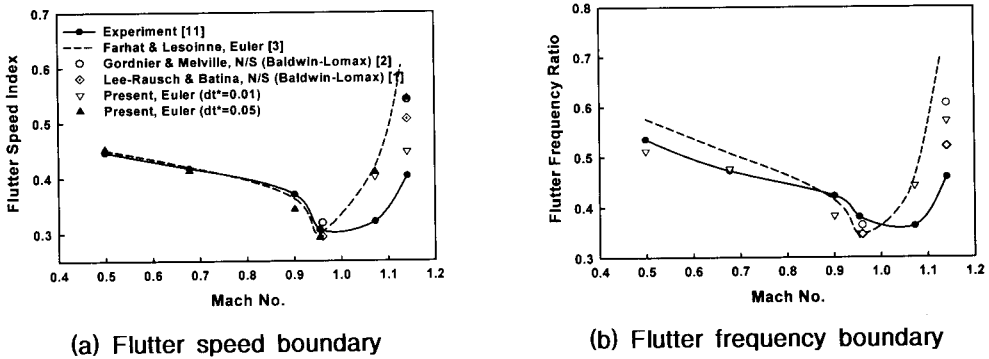 0.7
0.6
0.5
0.4
0.3
Flutter Speed Index
Experiment [11]
Farhat & Lesoinne, Euler [3]
Gordnier & Melville, N/S (Baldwin-Lomax) [2]
Lee-Rausch & Batina, N/S (Baldwin-Lomax) [1]
Present, Euler (dt*=0.01)
Present, Euler (dt*=0.05)
0.4 0.5 0.6 0.7 0.8 0.9 1.0 1.1 1.2
Mach No.
(a) Flutter speed boundary
0.8
0.7
0.6
0.5
0.4
0.3
Flutter Frequency Ratio
0.4 0.5 0.6 0.7 0.8 0.9 1.0 1.1 1.2
Mach No.
(b) Flutter frequency boundary